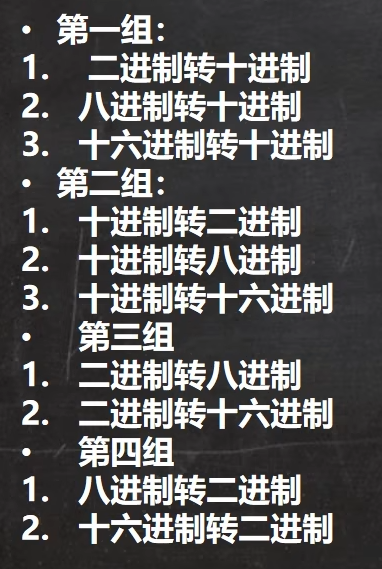 • 第一组：
1. 二进制转十进制
2. 八进制转十进制
3. 十六进制转十进制
• 第二组：
1. 十进制转二进制
2. 十进制转八进制
3. 十进制转十六进制
• 第三组
1. 二进制转八进制
2. 二进制转十六进制
• 第四组
1. 八进制转二进制
2. 十六进制转二进制